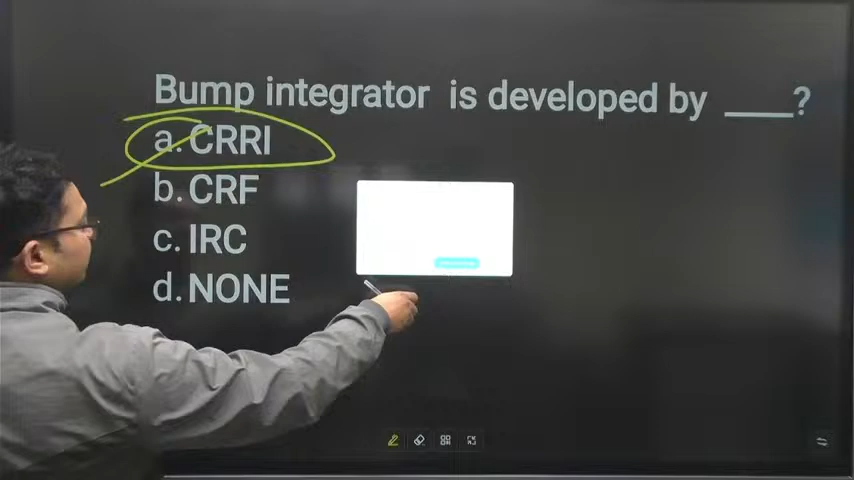 Bump integrator is developed by ____?
a. CRRI
b. CRF
c. IRC
d. NONE